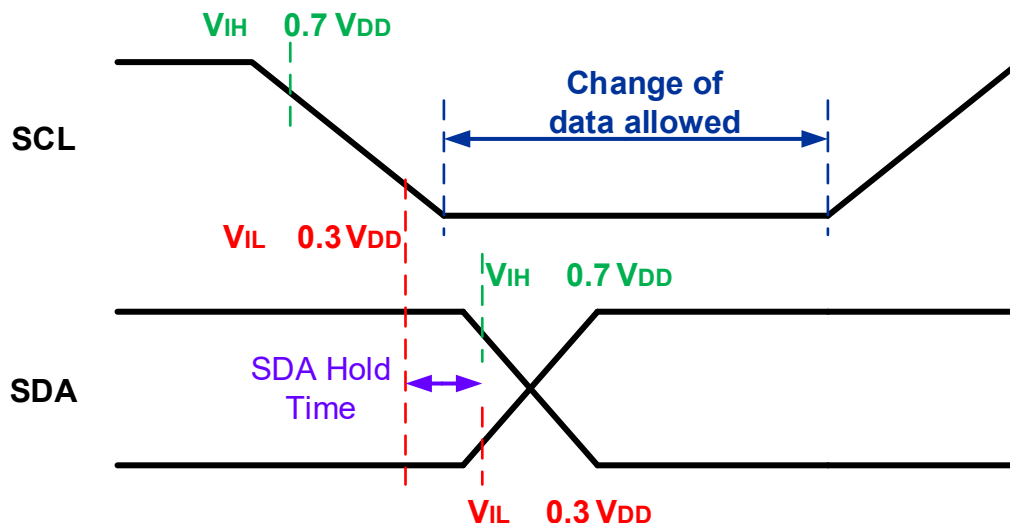 VIH 0.7 VDD
Change of
data allowed
SCL
VIL 0.3 VDD
VIH 0.7 VDD
SDA Hold
Time
SDA
VIL 0.3 VDD